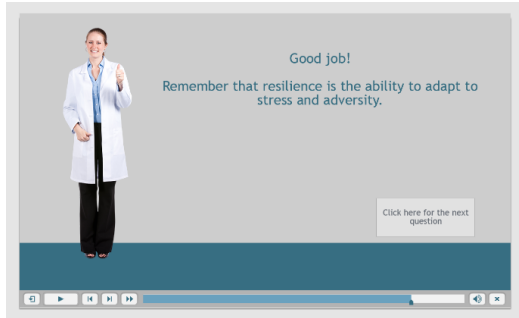 Good job!
Remember that resilience is the ability to adapt to
stress and adversity.
Click here for the next
question